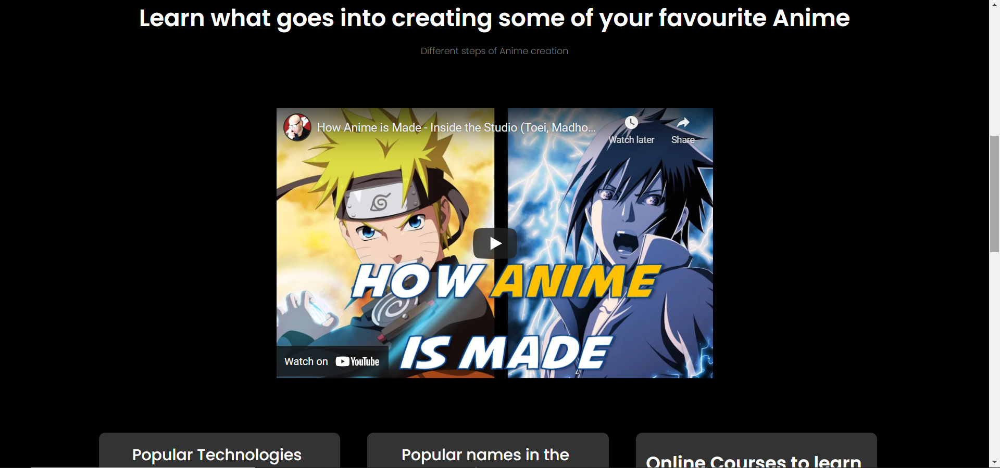 Learn what goes into creating some of your favourite Anime
Different steps of Anime creation
How Anime is Made - Inside the Studio (Toei, Madho...
Watch later
Share
HOW ANIME
IS MADE
Watch on YouTube
Popular Technologies
Popular names in the
Online Courses to learn